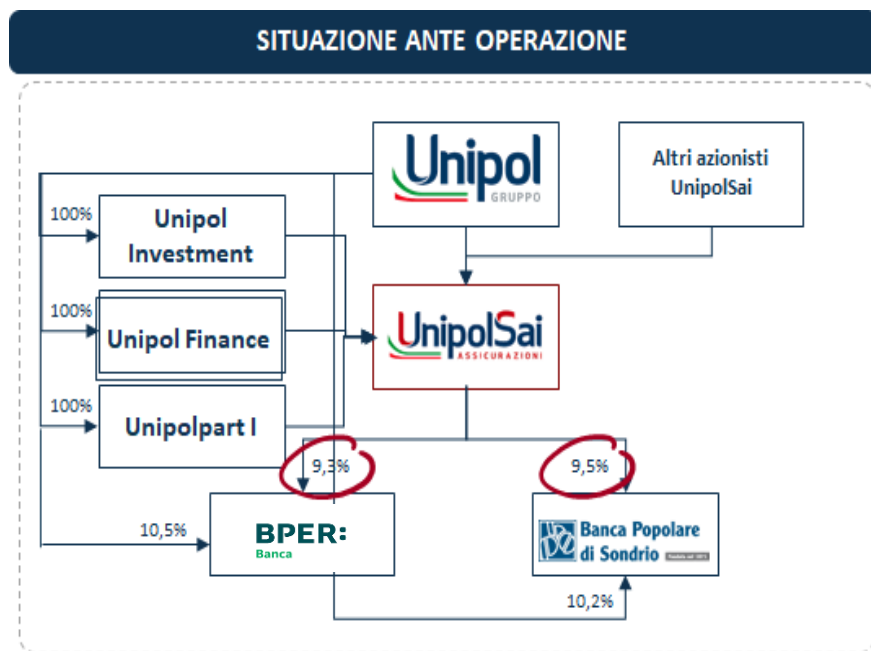 SITUAZIONE ANTE OPERAZIONE
Unipol
GRUPPO
Altri azionisti
UnipolSai
100%
Unipol
Investment
100%
Unipol Finance
UnipolSai
ASSICURAZIONI
100%
Unipolpart I
9,3%
9,5%
10,5%
BPER:
Banca
Banca Popolare
di Sondrio
10,2%